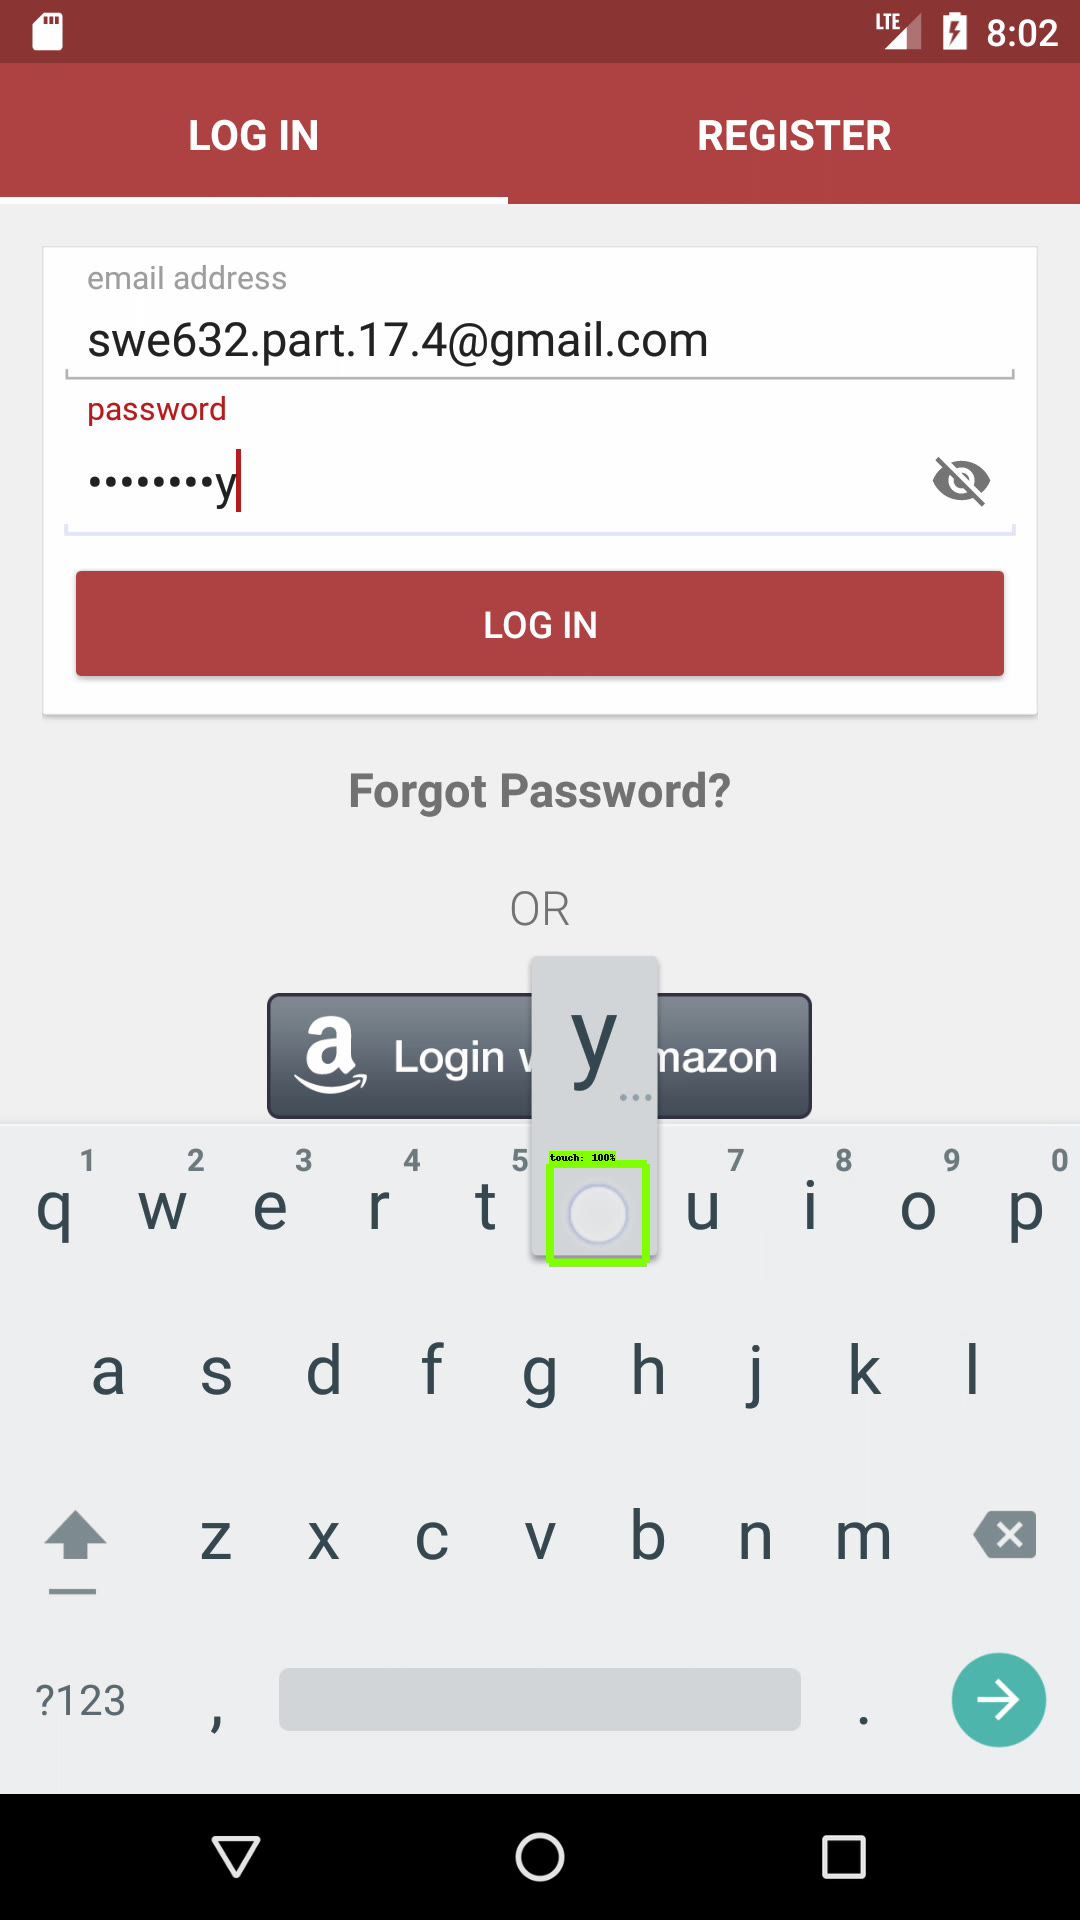 LTE 8:02
LOG IN REGISTER
email address
swe632.part.17.4@gmail.com
password
••••••••y
LOG IN
Forgot Password?
OR
a Login w mazon
y
...
touch: 100%
1 2 3 4 5 7 8 9 0
q w e r t u i o p
a s d f g h j k l
z x c v b n m
?123 , .